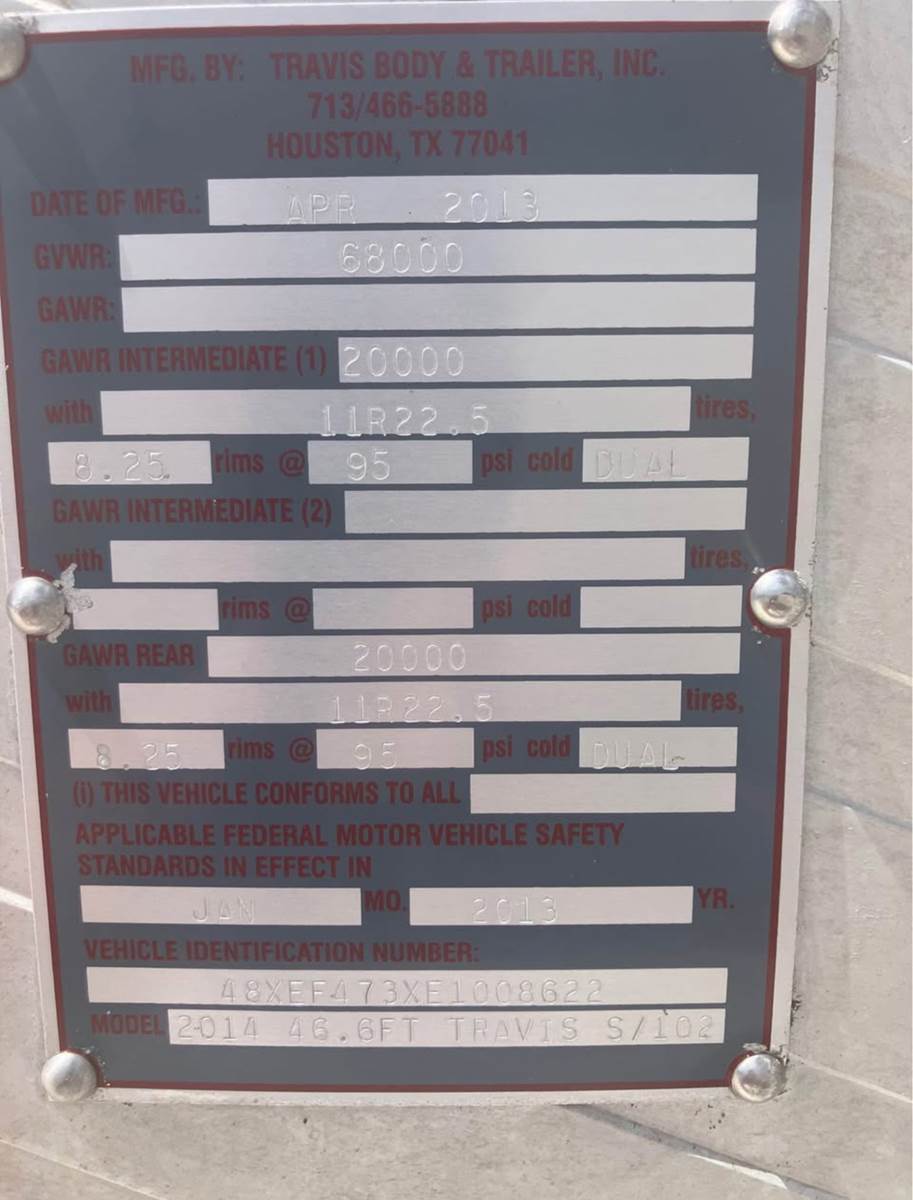 MFG. BY: TRAVIS BODY & TRAILER, INC.
713/466-5888
HOUSTON, TX 77041
DATE OF MFG.: APR 2013
GVWR: 68000
GAWR:
GAWR INTERMEDIATE (1) 20000
with 11R22.5 tires,
8.25 rims @ 95 psi cold DUAL
GAWR INTERMEDIATE (2)
with tires,
rims @ psi cold
GAWR REAR 20000
with 11R22.5 tires,
8.25 rims @ 95 psi cold DUAL
(i) THIS VEHICLE CONFORMS TO ALL
APPLICABLE FEDERAL MOTOR VEHICLE SAFETY
STANDARDS IN EFFECT IN
JAN MO. 2013 YR.
VEHICLE IDENTIFICATION NUMBER:
48XEF473XE1008622
MODEL 2014 46.6FT TRAVIS S/102